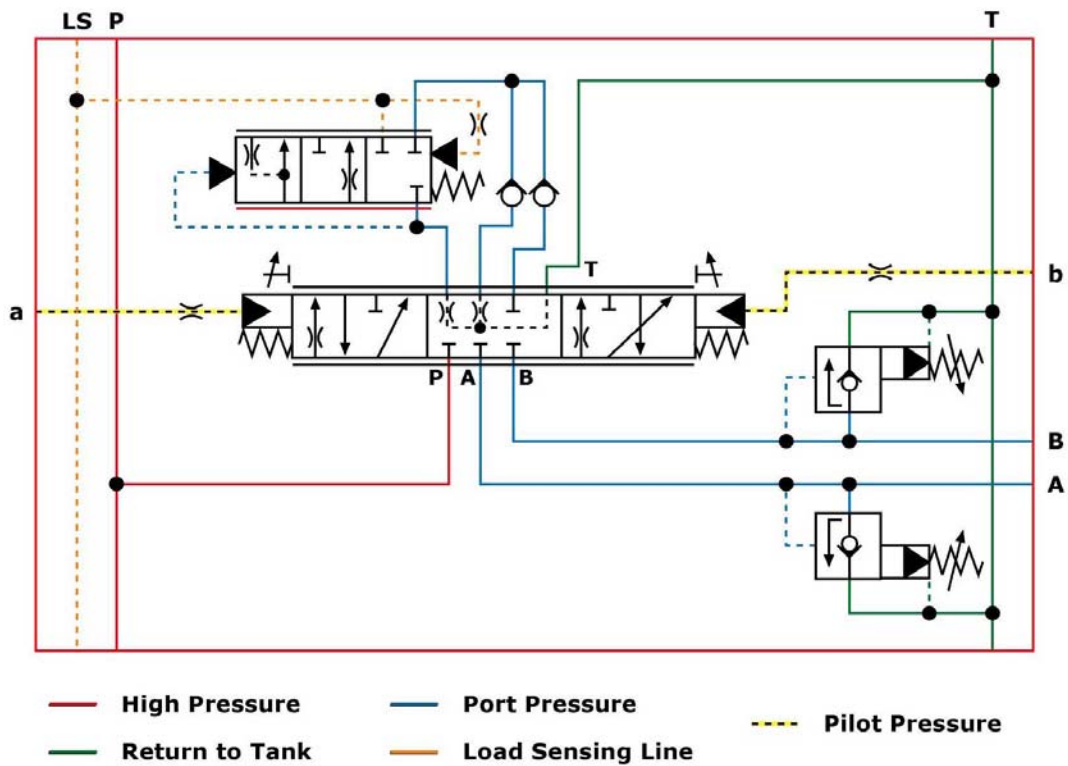 LS P T
T
b
a
P A B
B
A
High Pressure
Port Pressure
Pilot Pressure
Return to Tank
Load Sensing Line